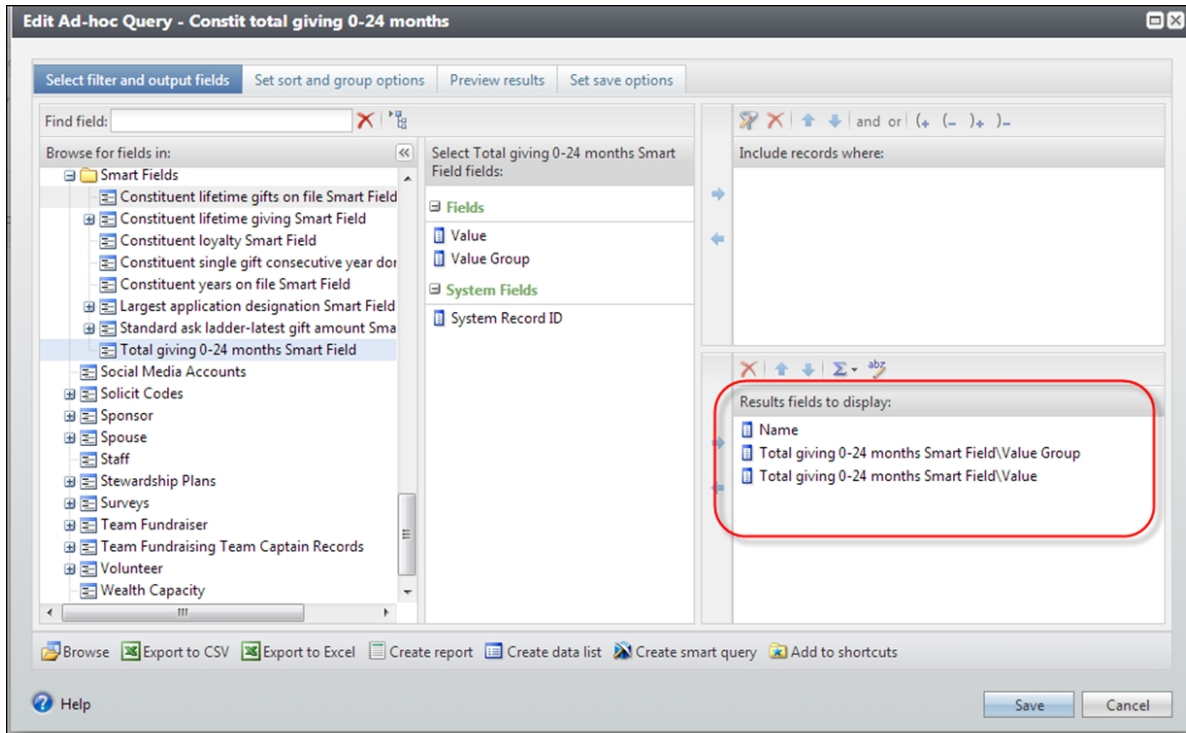 Edit Ad-hoc Query - Constit total giving 0-24 months
Select filter and output fields
Set sort and group options
Preview results
Set save options
Find field:
and or (+ (- )+ )-
Browse for fields in:
Smart Fields
Constituent lifetime gifts on file Smart Field
Constituent lifetime giving Smart Field
Constituent loyalty Smart Field
Constituent single gift consecutive year dor
Constituent years on file Smart Field
Largest application designation Smart Field
Standard ask ladder-latest gift amount Sma
Total giving 0-24 months Smart Field
Social Media Accounts
Solicit Codes
Sponsor
Spouse
Staff
Stewardship Plans
Surveys
Team Fundraiser
Team Fundraising Team Captain Records
Volunteer
Wealth Capacity
Select Total giving 0-24 months Smart
Field fields:
Fields
Value
Value Group
System Fields
System Record ID
Include records where:
Σ abz
Results fields to display:
Name
Total giving 0-24 months Smart Field\Value Group
Total giving 0-24 months Smart Field\Value
Browse
Export to CSV
Export to Excel
Create report
Create data list
Create smart query
Add to shortcuts
Help
Save
Cancel